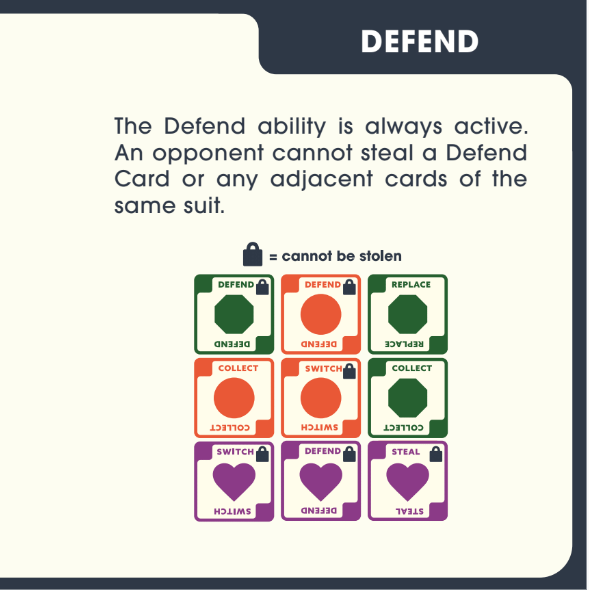 DEFEND
The Defend ability is always active.
An opponent cannot steal a Defend
Card or any adjacent cards of the
same suit.
= cannot be stolen
DEFEND DEFEND REPLACE
DEFEND DEFEND REPLACE
COLLECT SWITCH COLLECT
COLLECT SWITCH COLLECT
SWITCH DEFEND STEAL
SWITCH DEFEND STEAL